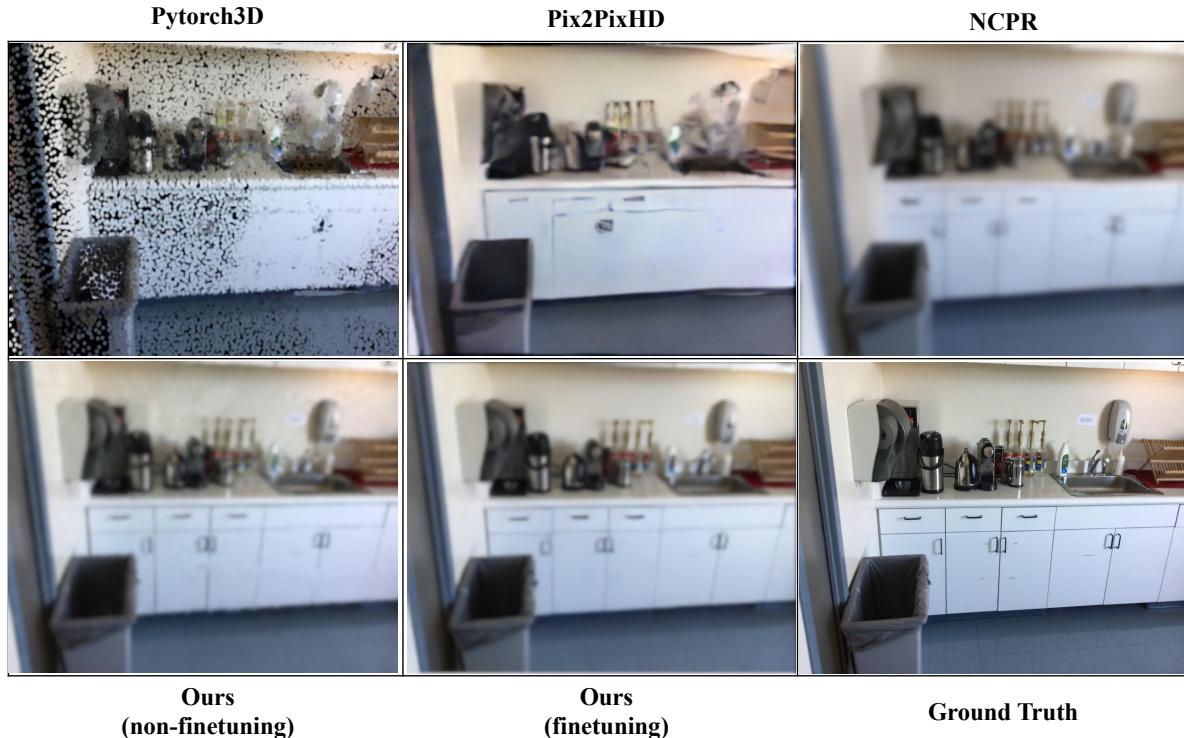 Pytorch3D
Pix2PixHD
NCPR
Ours
(non-finetuning)
Ours
(finetuning)
Ground Truth